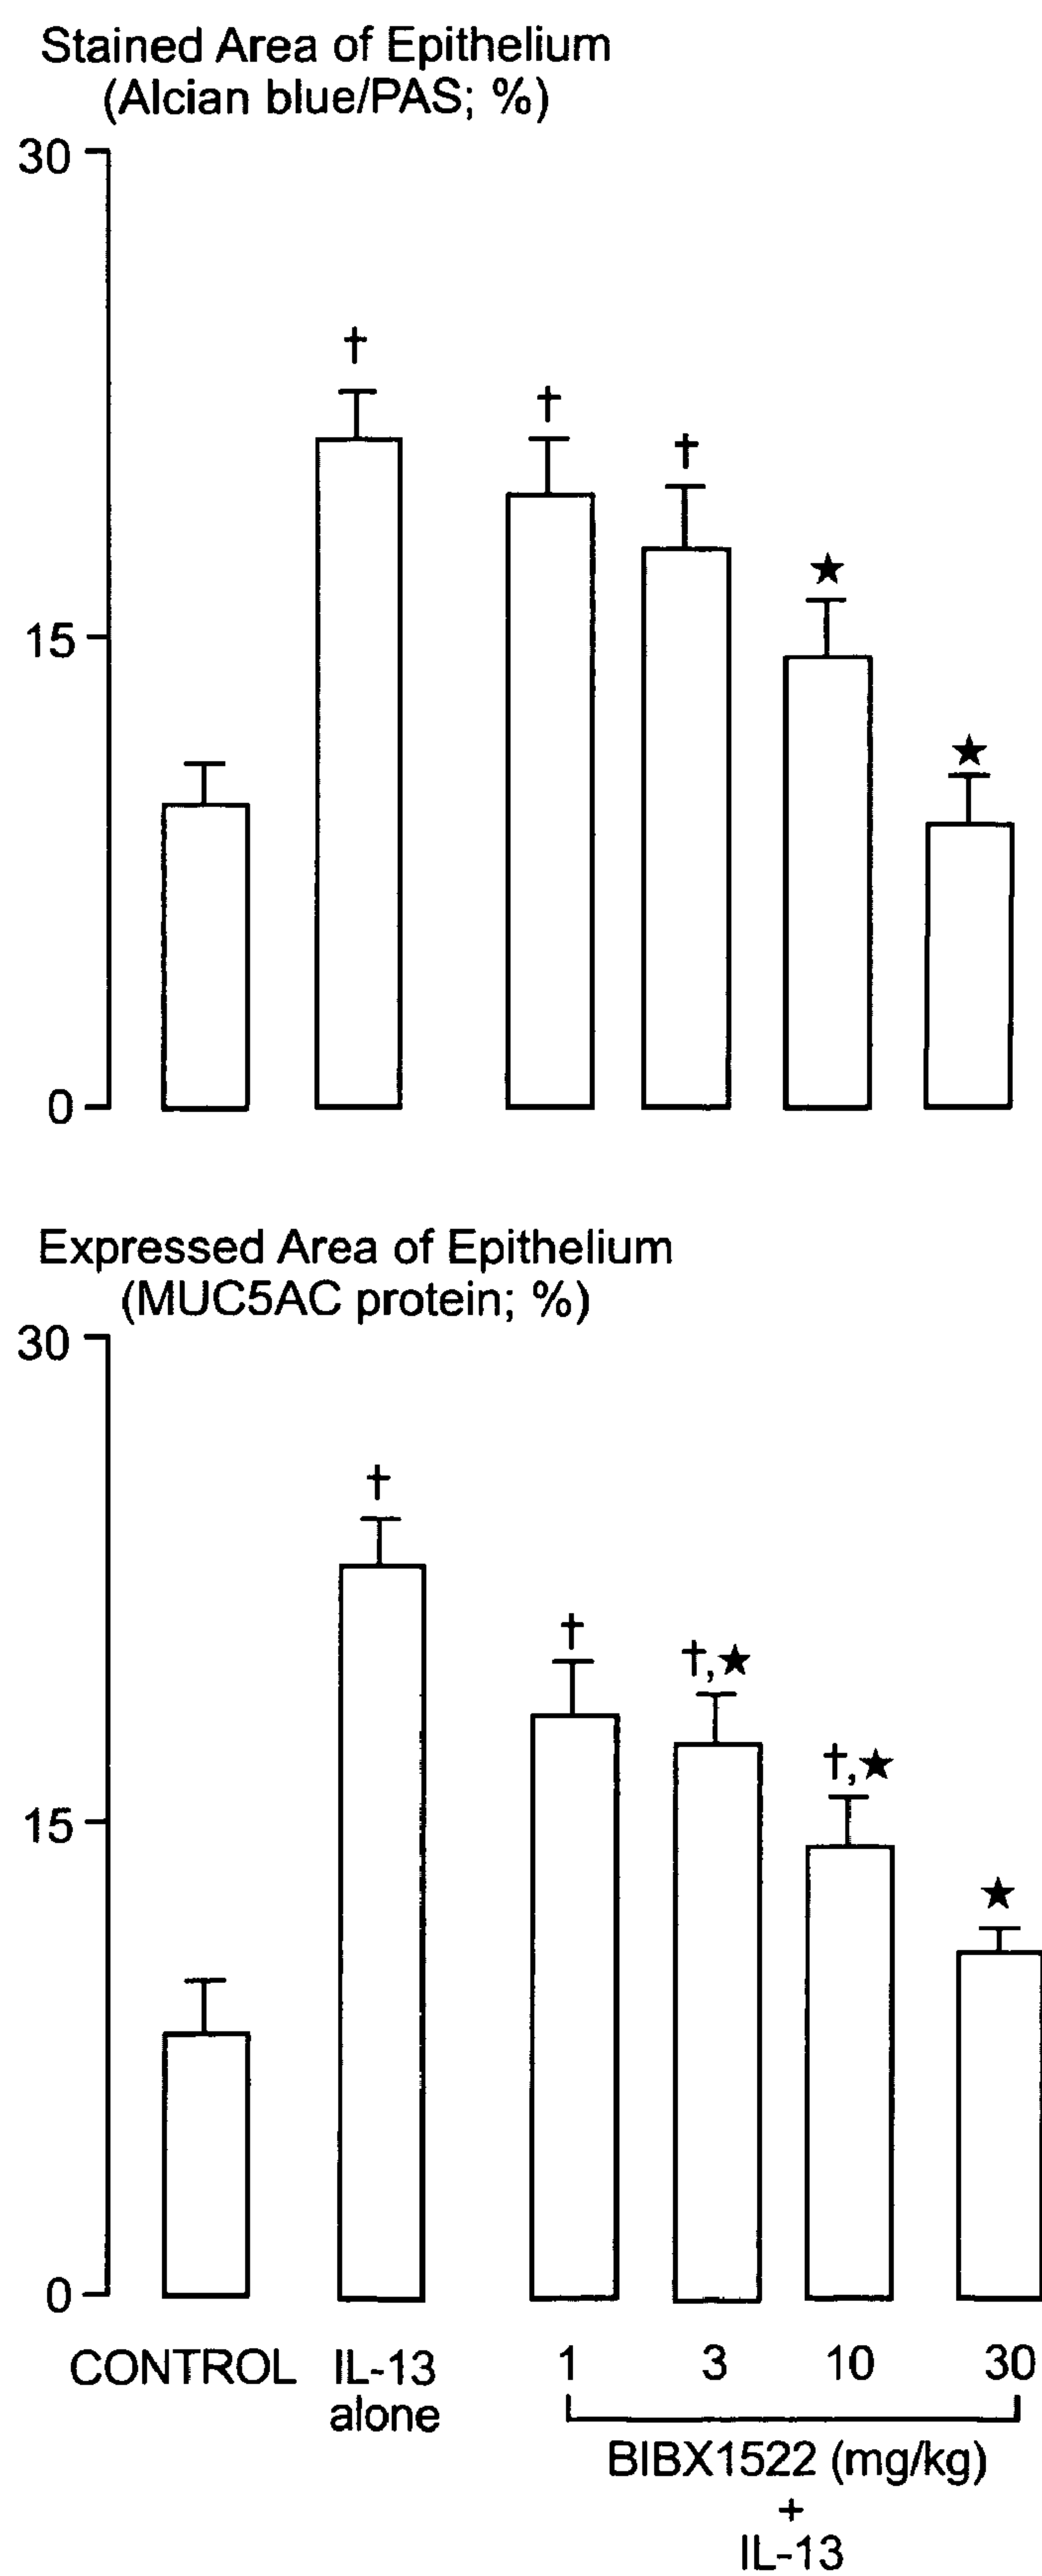 Stained Area of Epithelium
(Alcian blue/PAS; %)
30
†
†
†
★
15
★
0
Expressed Area of Epithelium
(MUC5AC protein; %)
30
†
†
†,★
†,★
15
★
0
CONTROL IL-13 alone 1 3 10 30
BIBX1522 (mg/kg)
+
IL-13